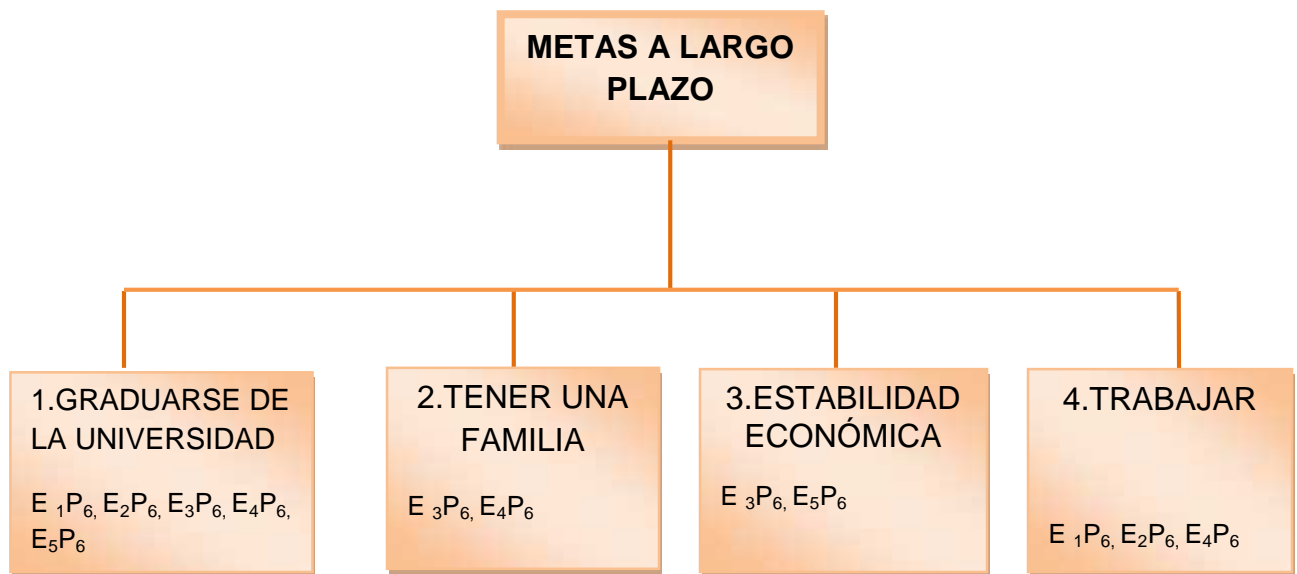 METAS A LARGO
PLAZO
1.GRADUARSE DE
LA UNIVERSIDAD
E ₁P₆, E₂P₆, E₃P₆, E₄P₆,
E₅P₆
2.TENER UNA
FAMILIA
E ₃P₆, E₄P₆
3.ESTABILIDAD
ECONÓMICA
E ₃P₆, E₅P₆
4.TRABAJAR
E ₁P₆, E₂P₆, E₄P₆